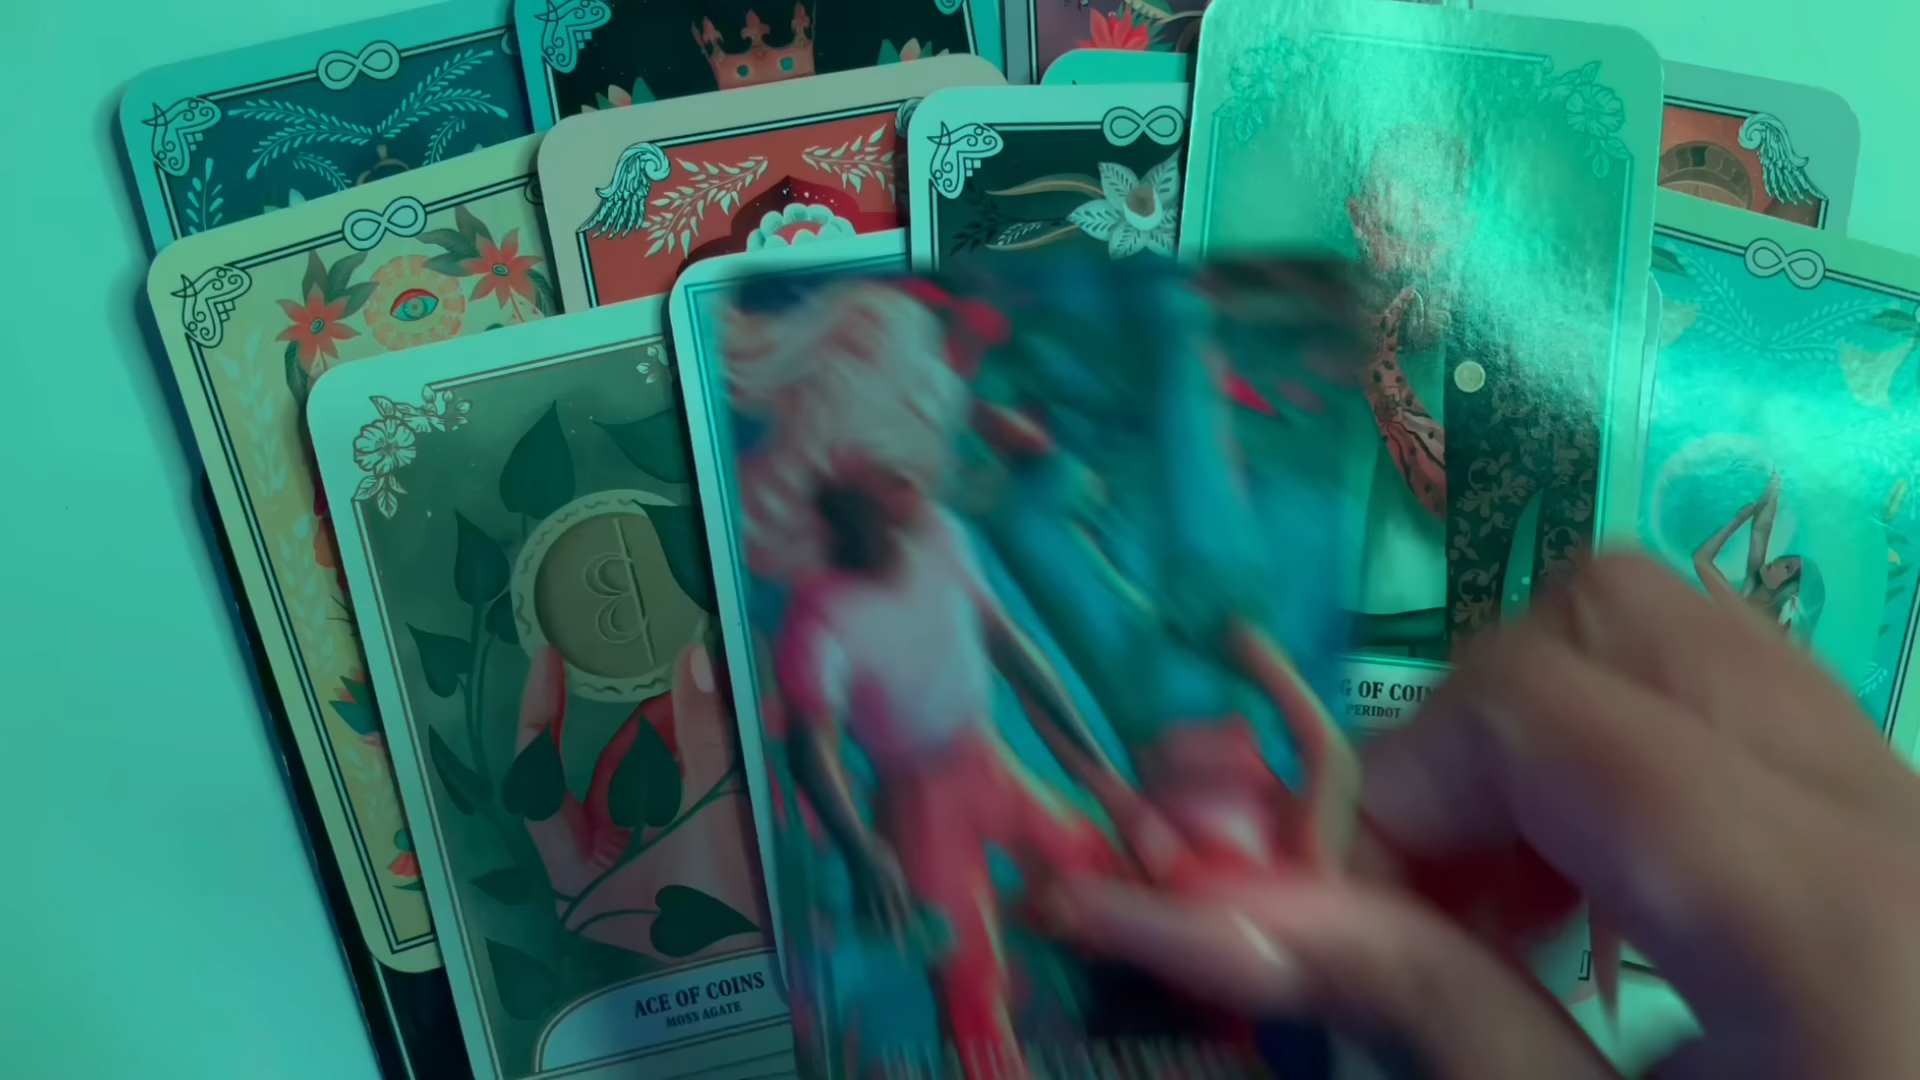 G OF COIN
PERIDOT
ACE OF COINS
MOSS AGATE